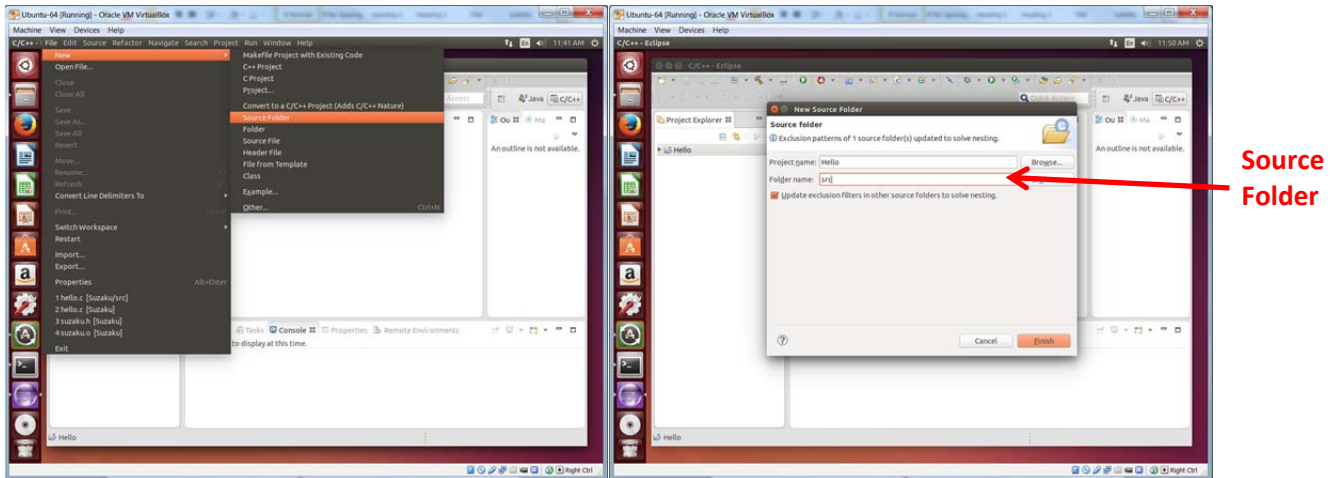 Ubuntu-64 [Running] - Oracle VM VirtualBox
Machine View Devices Help
C/C++ - File Edit Source Refactor Navigate Search Project Run Window Help
En 11:41 AM
New
Open File...
Close
Close All
Save
Save As...
Save All
Revert
Move...
Rename...
Refresh
Convert Line Delimiters To
Print...
Switch Workspace
Restart
Import...
Export...
Properties Alt+Enter
1 hello.c [Suzaku/src]
2 hello.c [Suzaku]
3 suzaku.h [Suzaku]
4 suzaku.o [Suzaku]
Exit
Makefile Project with Existing Code
C++ Project
C Project
Project...
Convert to a C/C++ Project (Adds C/C++ Nature)
Source Folder
Folder
Source File
Header File
File from Template
Class
Example...
Other... Ctrl+N
Access
Java C/C++
Ou Ma
An outline is not available.
Tasks Console Properties Remote Environments
to display at this time.
Hello
Right Ctrl
Ubuntu-64 [Running] - Oracle VM VirtualBox
Machine View Devices Help
C/C++ - Eclipse
En 11:50 AM
C/C++ - Eclipse
Quick Access
Java C/C++
Project Explorer
Hello
Ou Ma
An outline is not available.
New Source Folder
Source folder
Exclusion patterns of 1 source folder(s) updated to solve nesting.
Project name: Hello
Browse...
Folder name: src
Update exclusion filters in other source folders to solve nesting.
Cancel
Finish
Hello
Right Ctrl
Source
Folder